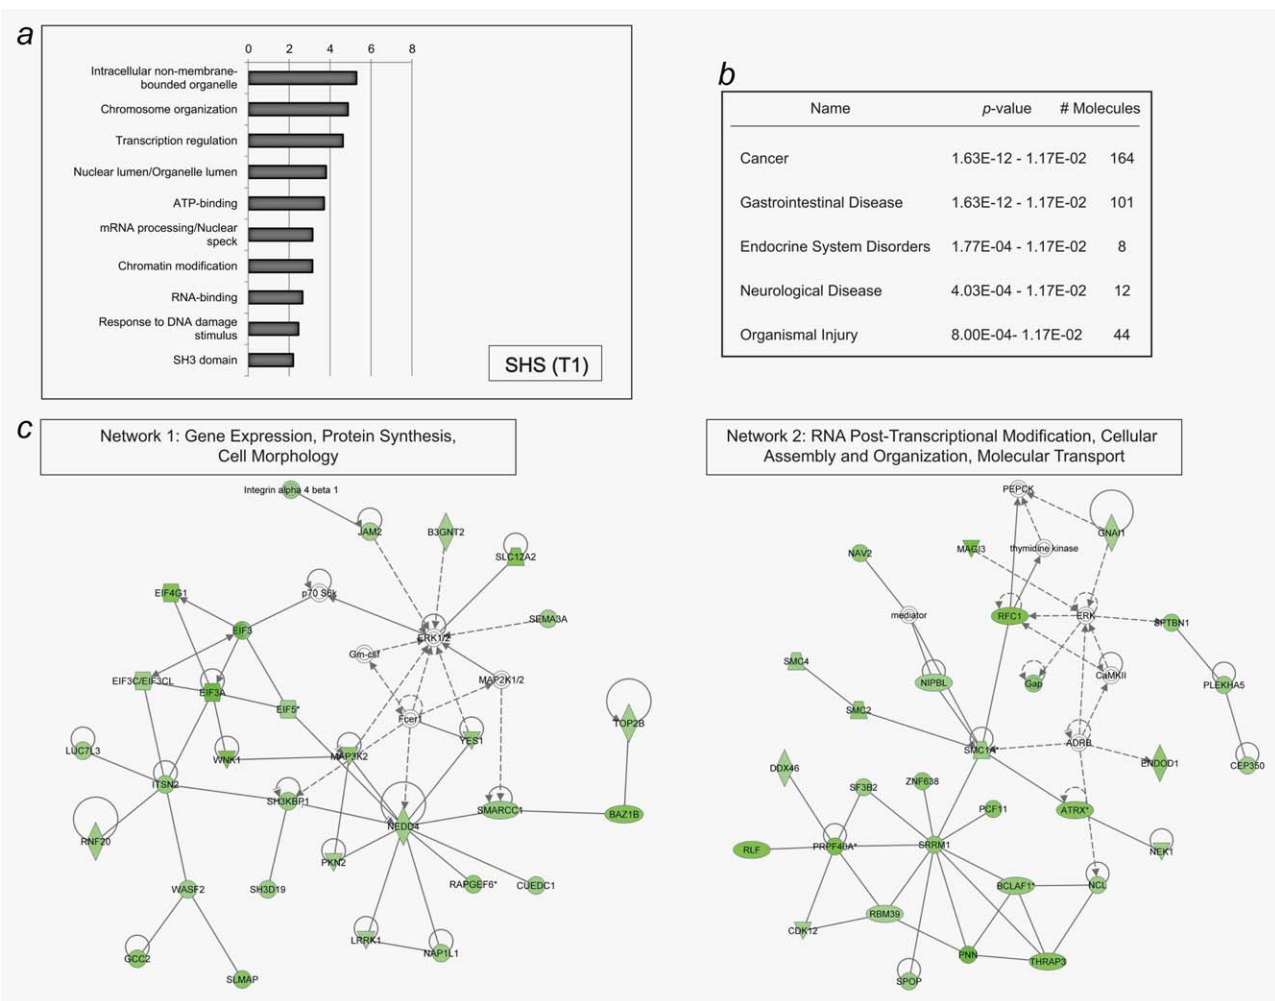 a
0 2 4 6 8
Intracellular non-membrane-
bounded organelle
Chromosome organization
Transcription regulation
Nuclear lumen/Organelle lumen
ATP-binding
mRNA processing/Nuclear
speck
Chromatin modification
RNA-binding
Response to DNA damage
stimulus
SH3 domain
SHS (T1)
b
Name p-value # Molecules
Cancer 1.63E-12 - 1.17E-02 164
Gastrointestinal Disease 1.63E-12 - 1.17E-02 101
Endocrine System Disorders 1.77E-04 - 1.17E-02 8
Neurological Disease 4.03E-04 - 1.17E-02 12
Organismal Injury 8.00E-04- 1.17E-02 44
c
Network 1: Gene Expression, Protein Synthesis,
Cell Morphology
Integrin alpha 4 beta 1
JAM2
B3GNT2
SLC12A2
EIF4G1
p70 S6k
SEMA3A
EIF3
ERK1/2
Gm-csf
EIF3C/EIF3CL
EIF3A
MAP2K1/2
EIF5*
Fcer1
TOP2B
YES1
LUC7L3
WNK1
MAP3K2
ITSN2
SH3KBP1
SMARCC1
BAZ1B
NEDD4
RNF20
PKN2
WASF2
SH3D19
RAPGEF6*
CUEDC1
LRRK1
NAP1L1
GCC2
SLMAP
Network 2: RNA Post-Transcriptional Modification, Cellular
Assembly and Organization, Molecular Transport
PEPCK
GNAI1
NAV2
MAGI3
thymidine kinase
mediator
RFC1
ERK
SPTBN1
SMC4
NIPBL
Gap
CaMKII
PLEKHA5
SMC2
SMC1A*
ADRB
ENDOD1
CEP350
DDX46
SF3B2
ZNF638
PCF11
ATRX*
RLF
PRPF40A*
SRRM1
NEK1
BCLAF1*
NCL
CDK12
RBM39
PNN
THRAP3
SPOP